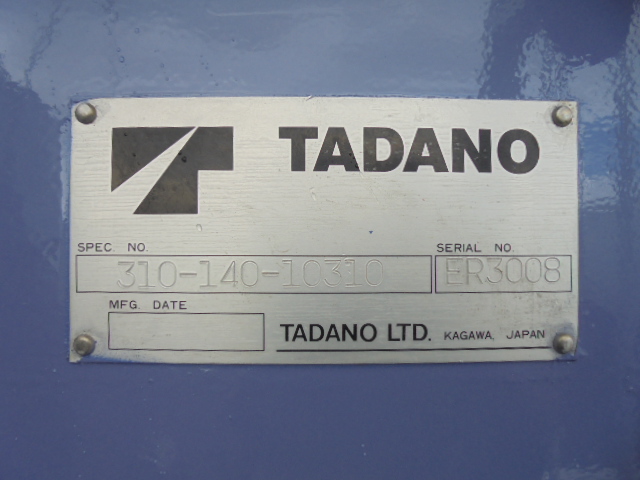 TADANO
SPEC. NO. SERIAL NO.
310-140-10310 ER3008
MFG. DATE
TADANO LTD. KAGAWA, JAPAN